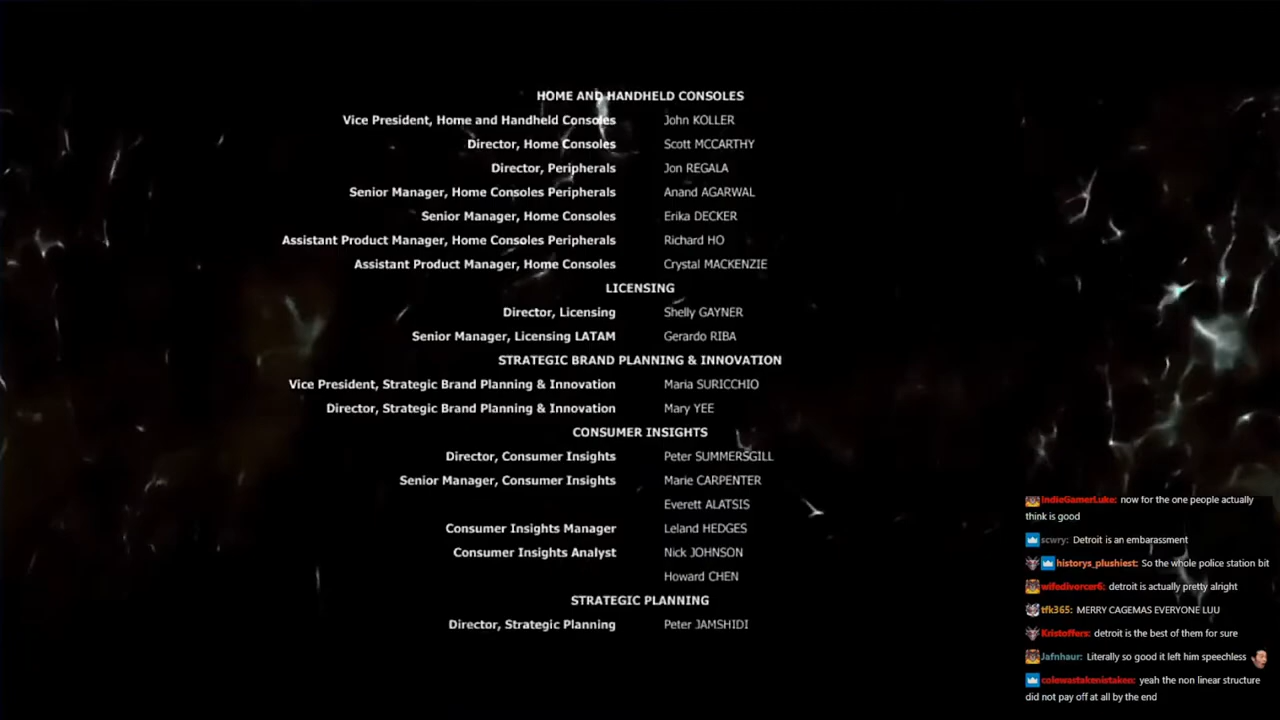 HOME AND HANDHELD CONSOLES
Vice President, Home and Handheld Consoles John KOLLER
Director, Home Consoles Scott MCCARTHY
Director, Peripherals Jon REGALA
Senior Manager, Home Consoles Peripherals Anand AGARWAL
Senior Manager, Home Consoles Erika DECKER
Assistant Product Manager, Home Consoles Peripherals Richard HO
Assistant Product Manager, Home Consoles Crystal MACKENZIE
LICENSING
Director, Licensing Shelly GAYNER
Senior Manager, Licensing LATAM Gerardo RIBA
STRATEGIC BRAND PLANNING & INNOVATION
Vice President, Strategic Brand Planning & Innovation Maria SURICCHIO
Director, Strategic Brand Planning & Innovation Mary YEE
CONSUMER INSIGHTS
Director, Consumer Insights Peter SUMMERSGILL
Senior Manager, Consumer Insights Marie CARPENTER
Everett ALATSIS
Consumer Insights Manager Leland HEDGES
Consumer Insights Analyst Nick JOHNSON
Howard CHEN
STRATEGIC PLANNING
Director, Strategic Planning Peter JAMSHIDI
IndieGamerLuke: now for the one people actually
think is good
scwry: Detroit is an embarassment
historys_plushiest: So the whole police station bit
wifedivorcer6: detroit is actually pretty alright
tfk365: MERRY CAGEMAS EVERYONE LUU
Kristoffers: detroit is the best of them for sure
Jafnhaur: Literally so good it left him speechless
colewastakenistaken: yeah the non linear structure
did not pay off at all by the end